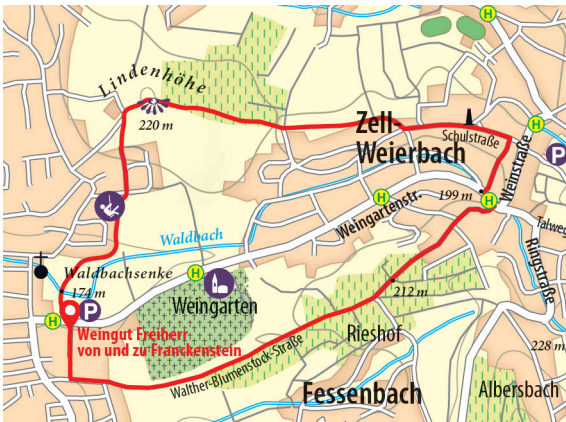 H
Lindenhöhe
220 m
Zell-
Weierbach
Schulstraße
H
P
Weinstraße
199 m
H
H
Weingartenstr.
Talweg
Ringstraße
Waldbach
Waldbachsenke
174 m
H
Weingarten
P
H
Weingut Freiherr
von und zu Franckenstein
212 m
Rieshof
228 m
Walther-Blumenstock-Straße
Fessenbach
Albersbach